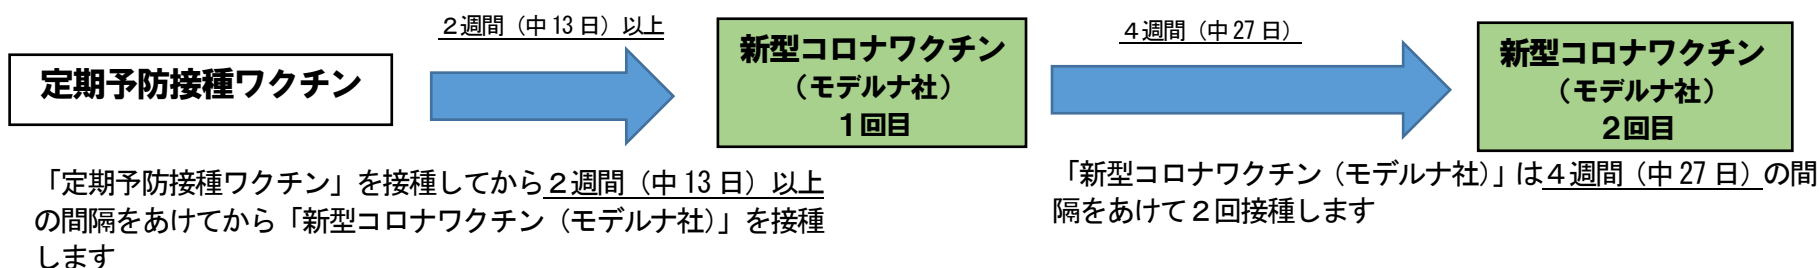 ２週間（中 13 日）以上
４週間（中 27 日）
定期予防接種ワクチン
新型コロナワクチン
（モデルナ社）
１回目
新型コロナワクチン
（モデルナ社）
２回目
「定期予防接種ワクチン」を接種してから２週間（中 13 日）以上
の間隔をあけてから「新型コロナワクチン（モデルナ社）」を接種
します
「新型コロナワクチン（モデルナ社）」は４週間（中 27 日）の間
隔をあけて２回接種します